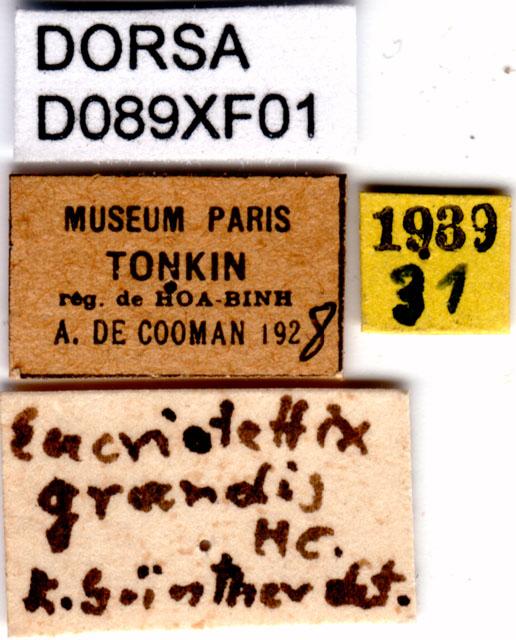 DORSA
D089XF01
MUSEUM PARIS
TONKIN
rég. de HOA-BINH
A. DE COOMAN 1928
1939
31
Eucriotettix
grandis
HC.
K. Günther det.